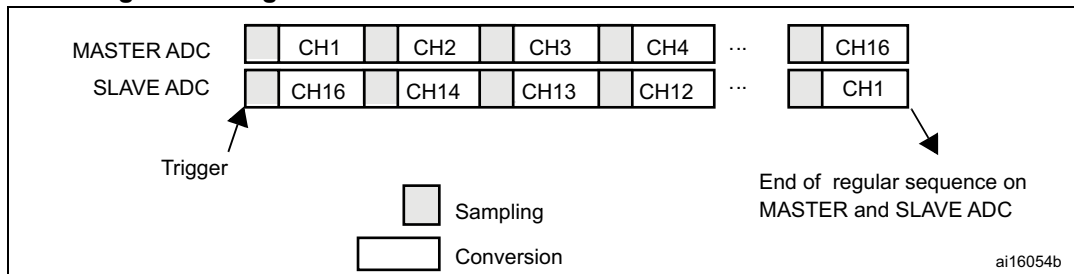 MASTER ADC CH1 CH2 CH3 CH4 ... CH16
SLAVE ADC CH16 CH14 CH13 CH12 ... CH1
Trigger
End of regular sequence on
MASTER and SLAVE ADC
Sampling
Conversion
ai16054b